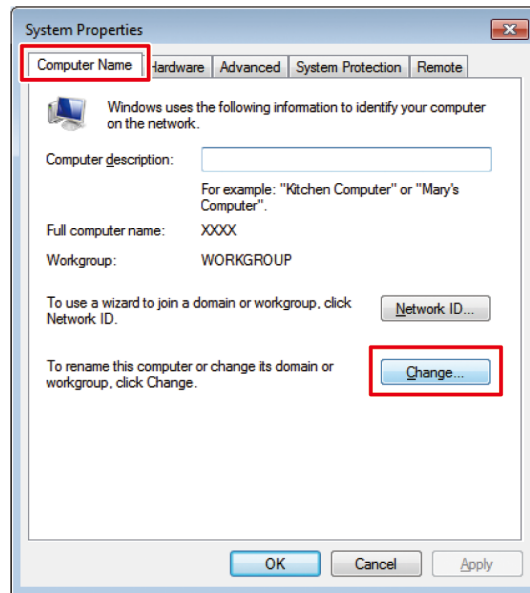 System Properties
Computer Name
Hardware
Advanced
System Protection
Remote
Windows uses the following information to identify your computer
on the network.
Computer description:
For example: "Kitchen Computer" or "Mary's
Computer".
Full computer name: XXXX
Workgroup: WORKGROUP
To use a wizard to join a domain or workgroup, click
Network ID.
Network ID...
To rename this computer or change its domain or
workgroup, click Change.
Change...
OK
Cancel
Apply